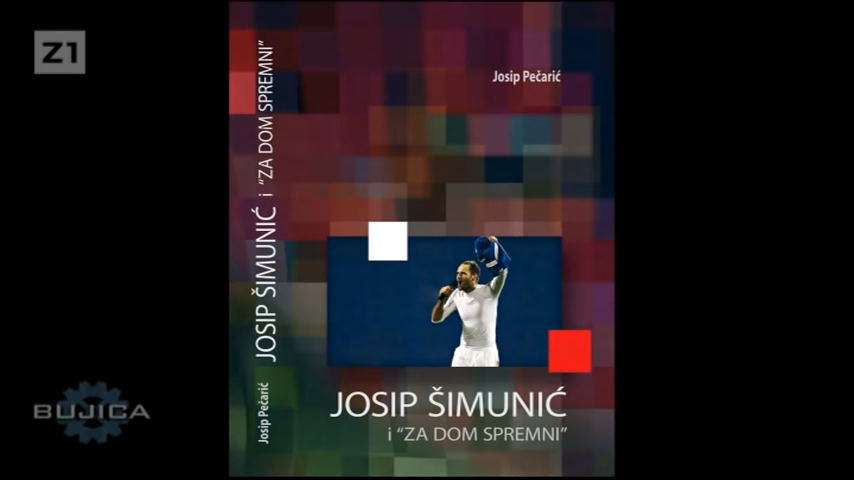 Z1
JOSIP ŠIMUNIĆ i "ZA DOM SPREMNI"
Josip Pečarić
Josip Pečarić
JOSIP ŠIMUNIĆ
i "ZA DOM SPREMNI"
BUJICA